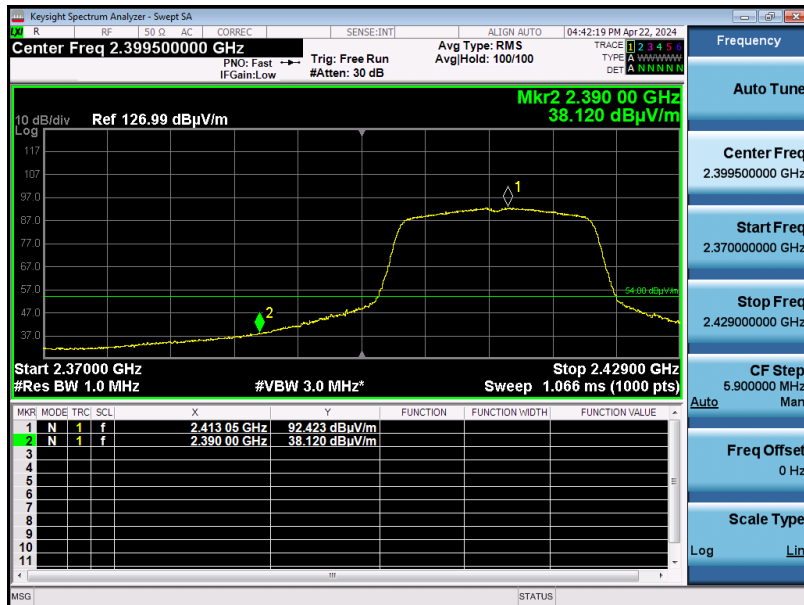 Keysight Spectrum Analyzer - Swept SA
LXI R RF 50 Ω AC CORREC SENSE:INT ALIGN AUTO 04:42:19 PM Apr 22, 2024
Center Freq 2.399500000 GHz
PNO: Fast
IFGain:Low
Trig: Free Run
#Atten: 30 dB
Avg Type: RMS
Avg|Hold: 100/100
TRACE 1 2 3 4 5 6
TYPE A WWWWW
DET A N N N N N
Frequency
Auto Tune
Center Freq
2.399500000 GHz
Start Freq
2.370000000 GHz
Stop Freq
2.429000000 GHz
CF Step
5.900000 MHz
Auto Man
Freq Offset
0 Hz
Scale Type
Log Lin
Mkr2 2.390 00 GHz
38.120 dBµV/m
10 dB/div Ref 126.99 dBµV/m
Log
117
107
97.0
87.0
77.0
67.0
57.0
47.0
37.0
1
2
54.00 dBµV/m
Start 2.37000 GHz Stop 2.42900 GHz
#Res BW 1.0 MHz #VBW 3.0 MHz* Sweep 1.066 ms (1000 pts)
MKR MODE TRC SCL X Y FUNCTION FUNCTION WIDTH FUNCTION VALUE
1 N 1 f 2.413 05 GHz 92.423 dBµV/m
2 N 1 f 2.390 00 GHz 38.120 dBµV/m
3
4
5
6
7
8
9
10
11
MSG STATUS